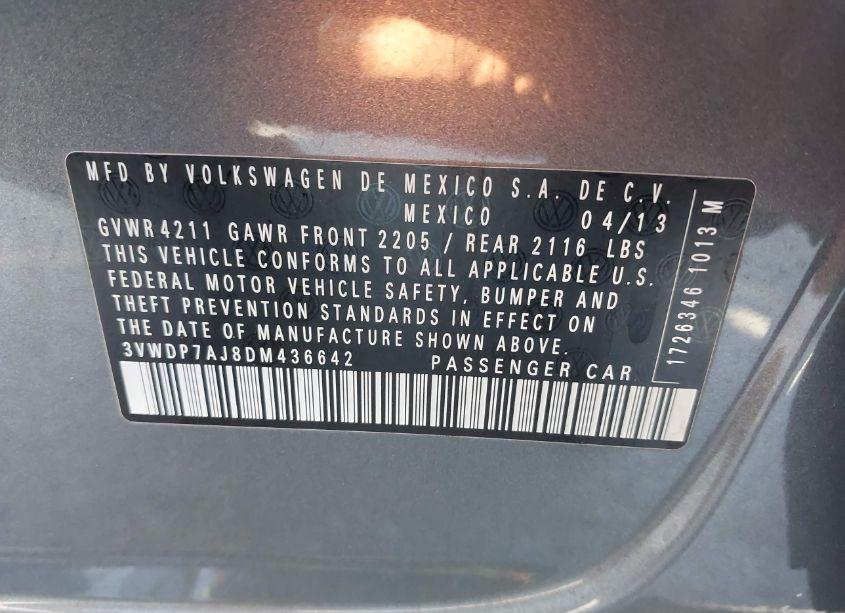 MFD BY VOLKSWAGEN DE MEXICO S.A. DE C.V.
MEXICO 04/13
GVWR 4211 GAWR FRONT 2205 / REAR 2116 LBS
THIS VEHICLE CONFORMS TO ALL APPLICABLE U.S.
FEDERAL MOTOR VEHICLE SAFETY, BUMPER AND
THEFT PREVENTION STANDARDS IN EFFECT ON
THE DATE OF MANUFACTURE SHOWN ABOVE.
3VWDP7AJ8DM436642 PASSENGER CAR
1726346 1013 M